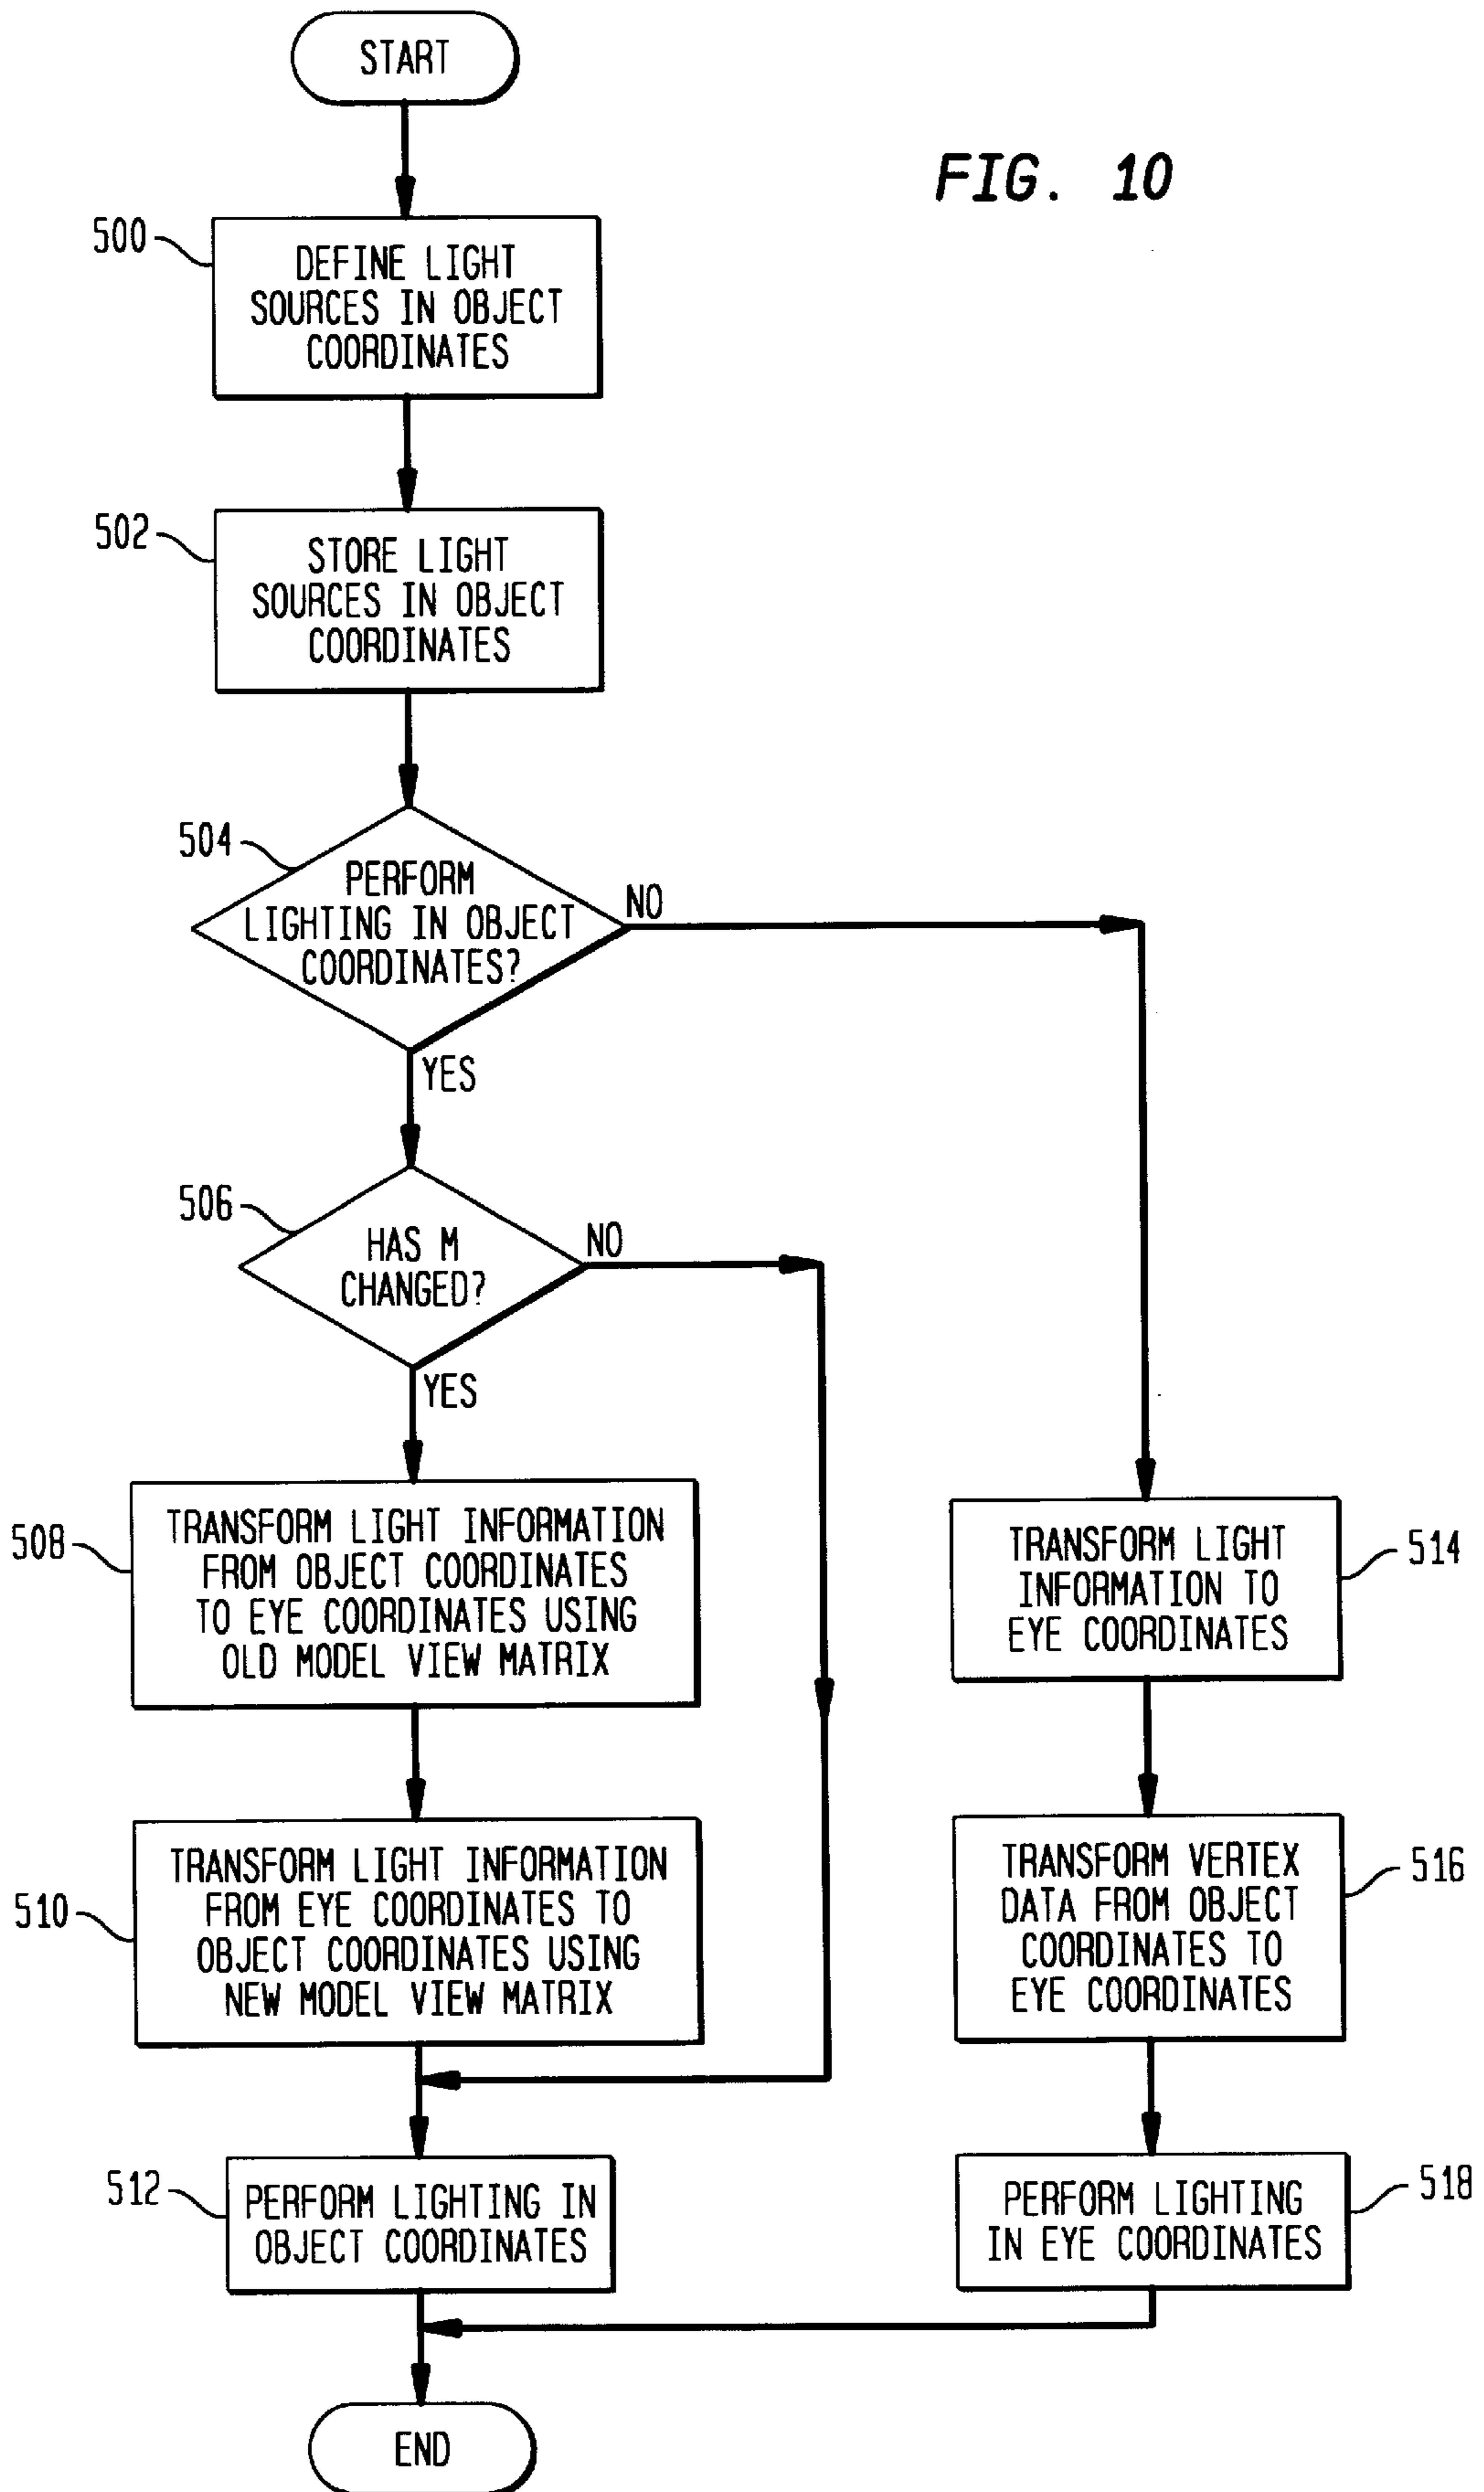 START
FIG. 10
500
DEFINE LIGHT
SOURCES IN OBJECT
COORDINATES
502
STORE LIGHT
SOURCES IN OBJECT
COORDINATES
504
PERFORM
LIGHTING IN OBJECT
COORDINATES?
NO
YES
506
HAS M
CHANGED?
NO
YES
508
TRANSFORM LIGHT INFORMATION
FROM OBJECT COORDINATES
TO EYE COORDINATES USING
OLD MODEL VIEW MATRIX
510
TRANSFORM LIGHT INFORMATION
FROM EYE COORDINATES TO
OBJECT COORDINATES USING
NEW MODEL VIEW MATRIX
512
PERFORM LIGHTING IN
OBJECT COORDINATES
TRANSFORM LIGHT
INFORMATION TO
EYE COORDINATES
514
TRANSFORM VERTEX
DATA FROM OBJECT
COORDINATES TO
EYE COORDINATES
516
PERFORM LIGHTING
IN EYE COORDINATES
518
END